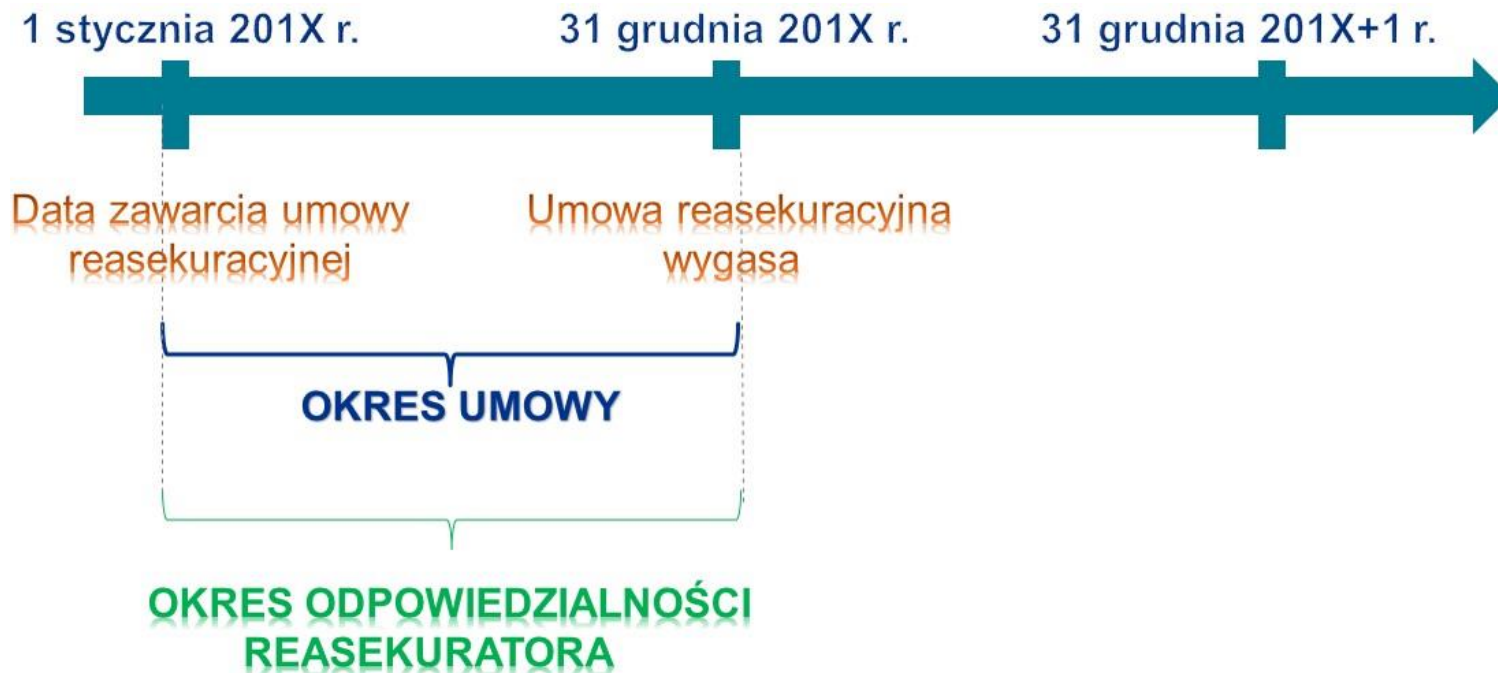 1 stycznia 201X r.
31 grudnia 201X r.
31 grudnia 201X+1 r.
Data zawarcia umowy
reasekuracyjnej
Umowa reasekuracyjna
wygasa
OKRES UMOWY
OKRES ODPOWIEDZIALNOŚCI
REASEKURATORA